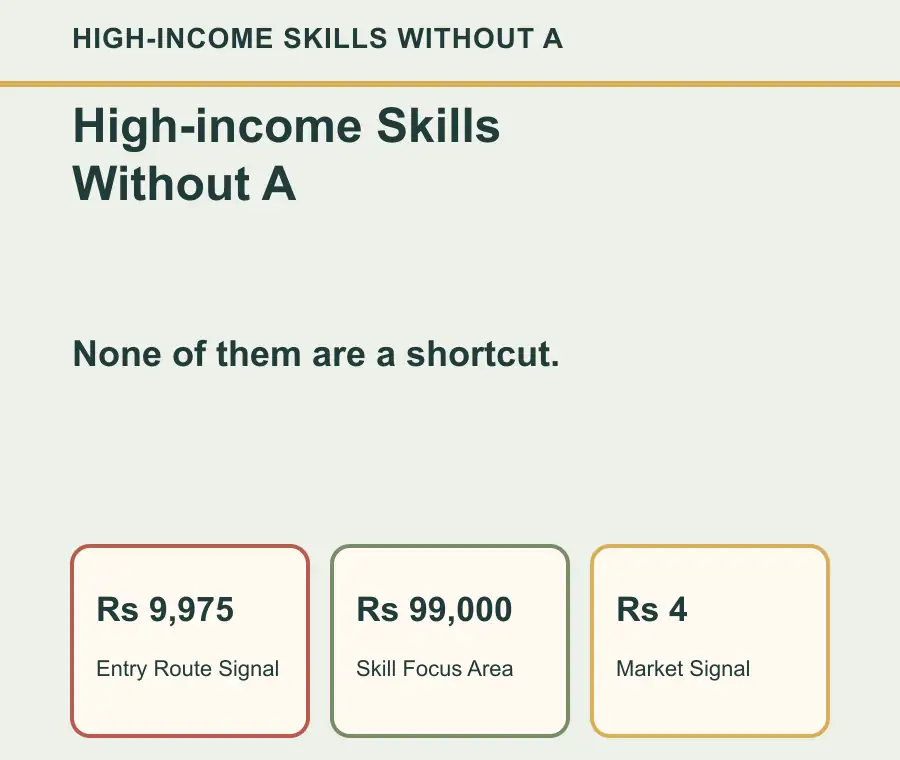 HIGH-INCOME SKILLS WITHOUT A
High-income Skills
Without A
None of them are a shortcut.
Rs 9,975
Entry Route Signal
Rs 99,000
Skill Focus Area
Rs 4
Market Signal